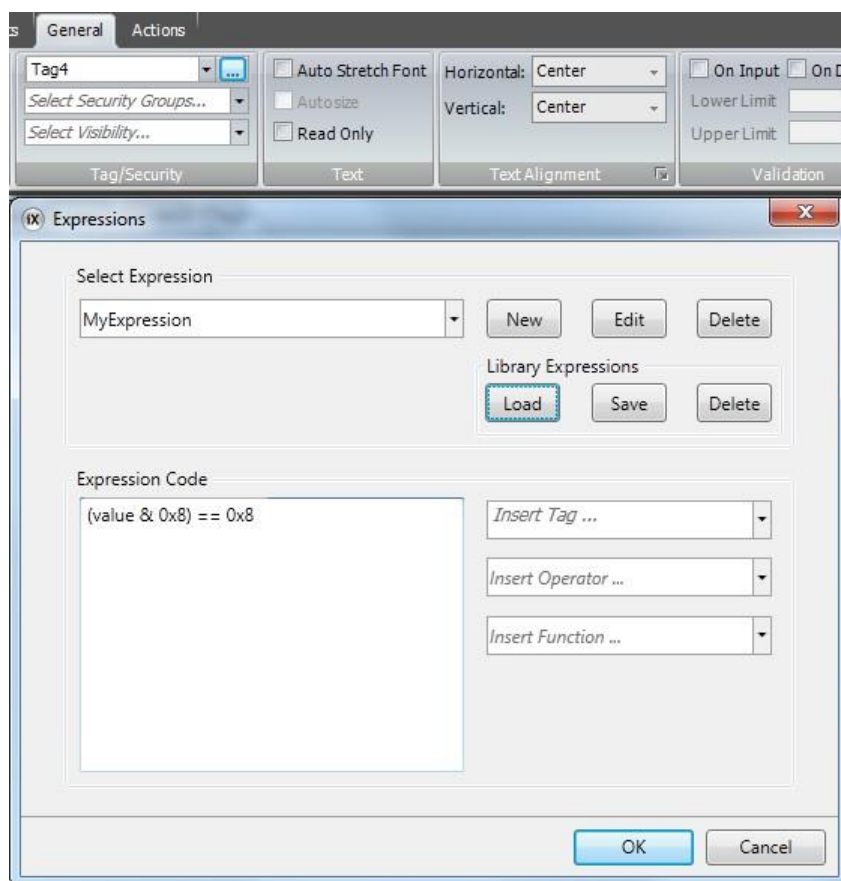 s General Actions
Tag4 ...
Select Security Groups...
Select Visibility...
Tag/Security
Auto Stretch Font
Autosize
Read Only
Text
Horizontal: Center
Vertical: Center
Text Alignment
On Input On D
Lower Limit
Upper Limit
Validation
iX Expressions
Select Expression
MyExpression
New Edit Delete
Library Expressions
Load Save Delete
Expression Code
(value & 0x8) == 0x8
Insert Tag ...
Insert Operator ...
Insert Function ...
OK Cancel